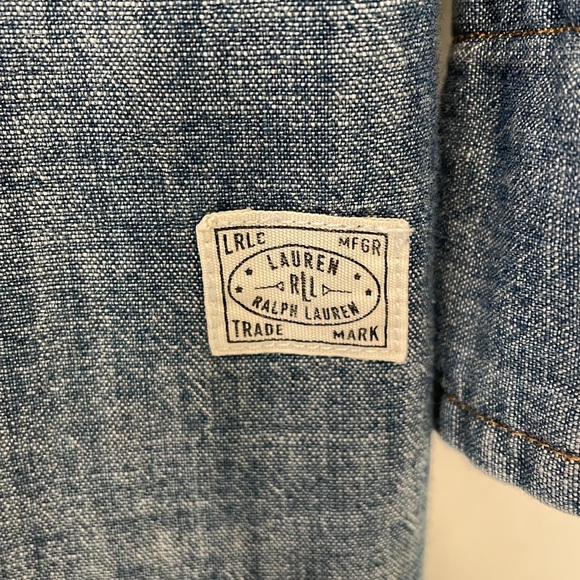 LRLC MFGR
LAUREN
RLL
RALPH LAUREN
TRADE MARK